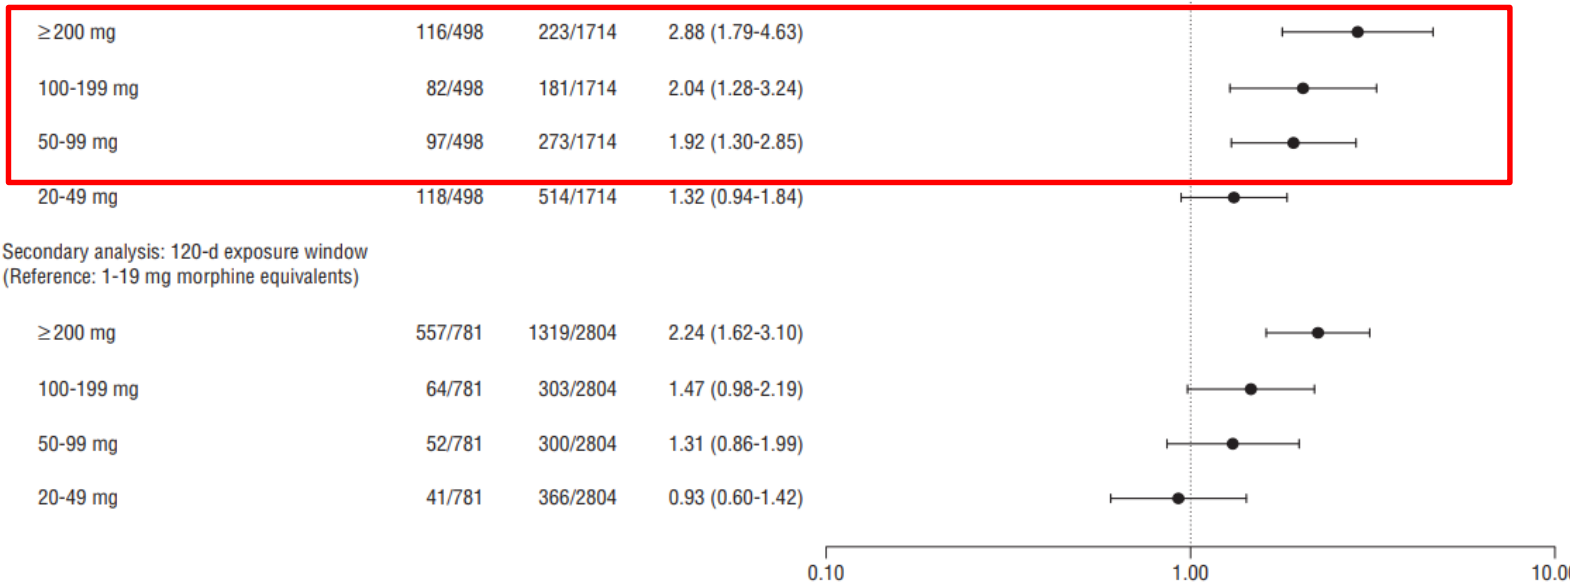 ≥200 mg 116/498 223/1714 2.88 (1.79-4.63)
100-199 mg 82/498 181/1714 2.04 (1.28-3.24)
50-99 mg 97/498 273/1714 1.92 (1.30-2.85)
20-49 mg 118/498 514/1714 1.32 (0.94-1.84)
Secondary analysis: 120-d exposure window
(Reference: 1-19 mg morphine equivalents)
≥200 mg 557/781 1319/2804 2.24 (1.62-3.10)
100-199 mg 64/781 303/2804 1.47 (0.98-2.19)
50-99 mg 52/781 300/2804 1.31 (0.86-1.99)
20-49 mg 41/781 366/2804 0.93 (0.60-1.42)
0.10 1.00 10.00